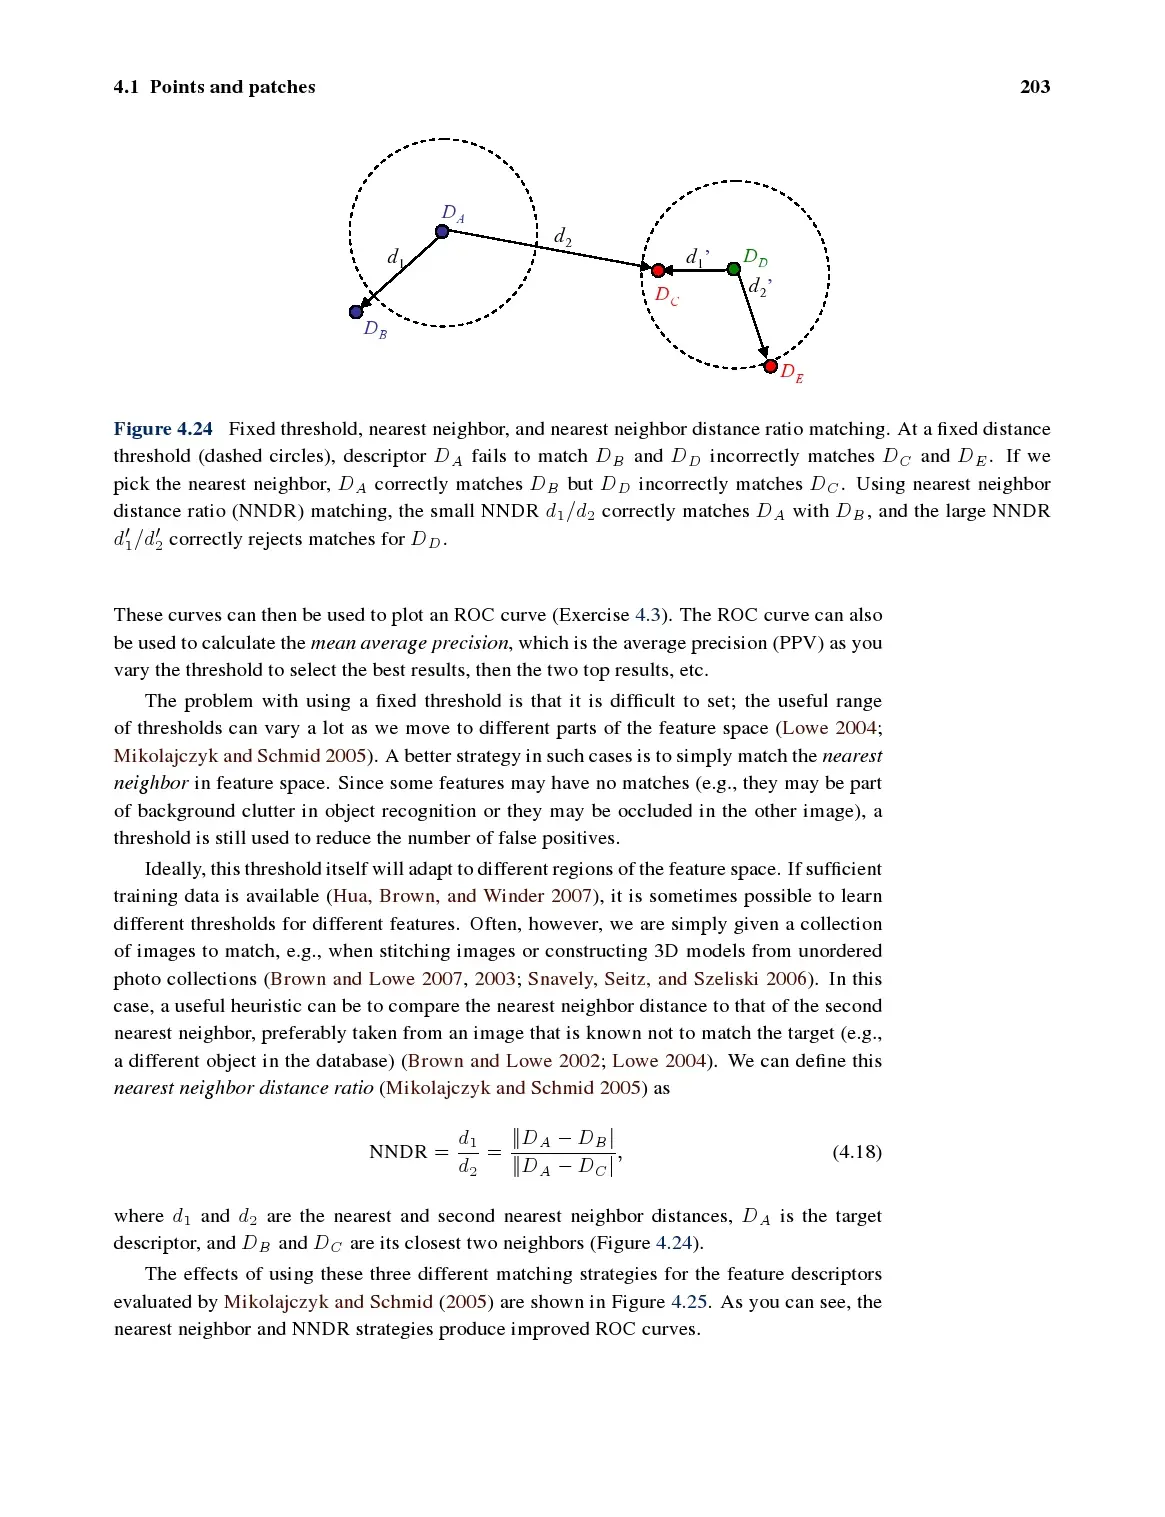 4.1 Points and patches 203
D_A
d_2
d_1
d_1’
D_D
d_2’
D_C
D_B
D_E
Figure 4.24 Fixed threshold, nearest neighbor, and nearest neighbor distance ratio matching. At a fixed distance
threshold (dashed circles), descriptor D_A fails to match D_B and D_D incorrectly matches D_C and D_E. If we
pick the nearest neighbor, D_A correctly matches D_B but D_D incorrectly matches D_C. Using nearest neighbor
distance ratio (NNDR) matching, the small NNDR d_1/d_2 correctly matches D_A with D_B, and the large NNDR
d′_1/d′_2 correctly rejects matches for D_D.
These curves can then be used to plot an ROC curve (Exercise 4.3). The ROC curve can also
be used to calculate the mean average precision, which is the average precision (PPV) as you
vary the threshold to select the best results, then the two top results, etc.
The problem with using a fixed threshold is that it is difficult to set; the useful range
of thresholds can vary a lot as we move to different parts of the feature space (Lowe 2004;
Mikolajczyk and Schmid 2005). A better strategy in such cases is to simply match the nearest
neighbor in feature space. Since some features may have no matches (e.g., they may be part
of background clutter in object recognition or they may be occluded in the other image), a
threshold is still used to reduce the number of false positives.
Ideally, this threshold itself will adapt to different regions of the feature space. If sufficient
training data is available (Hua, Brown, and Winder 2007), it is sometimes possible to learn
different thresholds for different features. Often, however, we are simply given a collection
of images to match, e.g., when stitching images or constructing 3D models from unordered
photo collections (Brown and Lowe 2007, 2003; Snavely, Seitz, and Szeliski 2006). In this
case, a useful heuristic can be to compare the nearest neighbor distance to that of the second
nearest neighbor, preferably taken from an image that is known not to match the target (e.g.,
a different object in the database) (Brown and Lowe 2002; Lowe 2004). We can define this
nearest neighbor distance ratio (Mikolajczyk and Schmid 2005) as
NNDR = d_1/d_2 = ‖D_A − D_B|/‖D_A − D_C|, (4.18)
where d_1 and d_2 are the nearest and second nearest neighbor distances, D_A is the target
descriptor, and D_B and D_C are its closest two neighbors (Figure 4.24).
The effects of using these three different matching strategies for the feature descriptors
evaluated by Mikolajczyk and Schmid (2005) are shown in Figure 4.25. As you can see, the
nearest neighbor and NNDR strategies produce improved ROC curves.